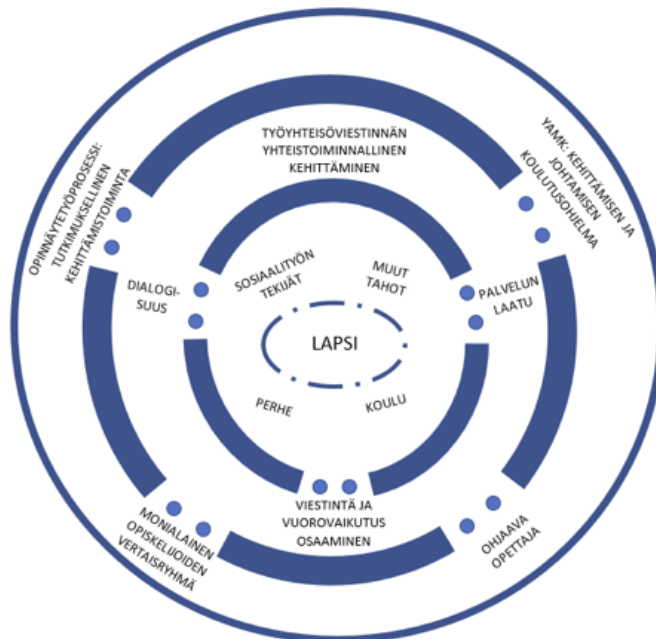 OPINNÄYTETYÖPROSESSI:
TUTKIMUKSELLINEN
KEHITTÄMISTOIMINTA
YAMK: KEHITTÄMISEN JA
JOHTAMISEN
KOULUTUSOHJELMA
TYÖYHTEISÖVIESTINNÄN
YHTEISTOIMINNALLINEN
KEHITTÄMINEN
DIALOGI-
SUUS
SOSIAALITYÖN
TEKIJÄT
MUUT
TAHOT
PALVELUN
LAATU
LAPSI
PERHE
KOULU
VIESTINTÄ JA
VUOROVAIKUTUS
OSAAMINEN
MONIALAINEN
OPISKELIJOIDEN
VERTAISRYHMÄ
OHJAAVA
OPETTAJA